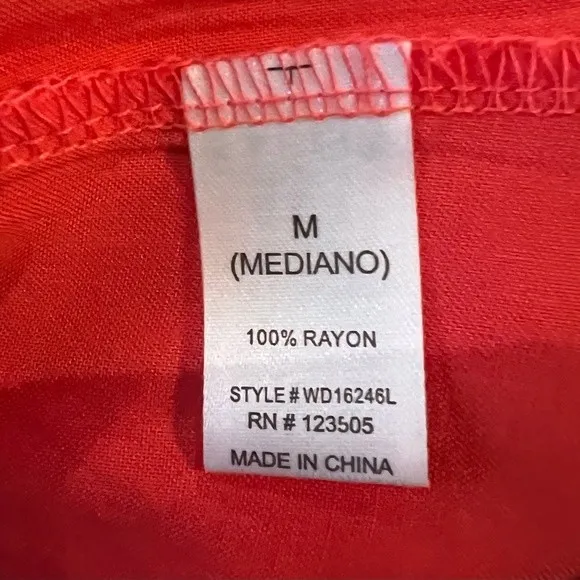 M
(MEDIANO)
100% RAYON
STYLE # WD16246L
RN # 123505
MADE IN CHINA